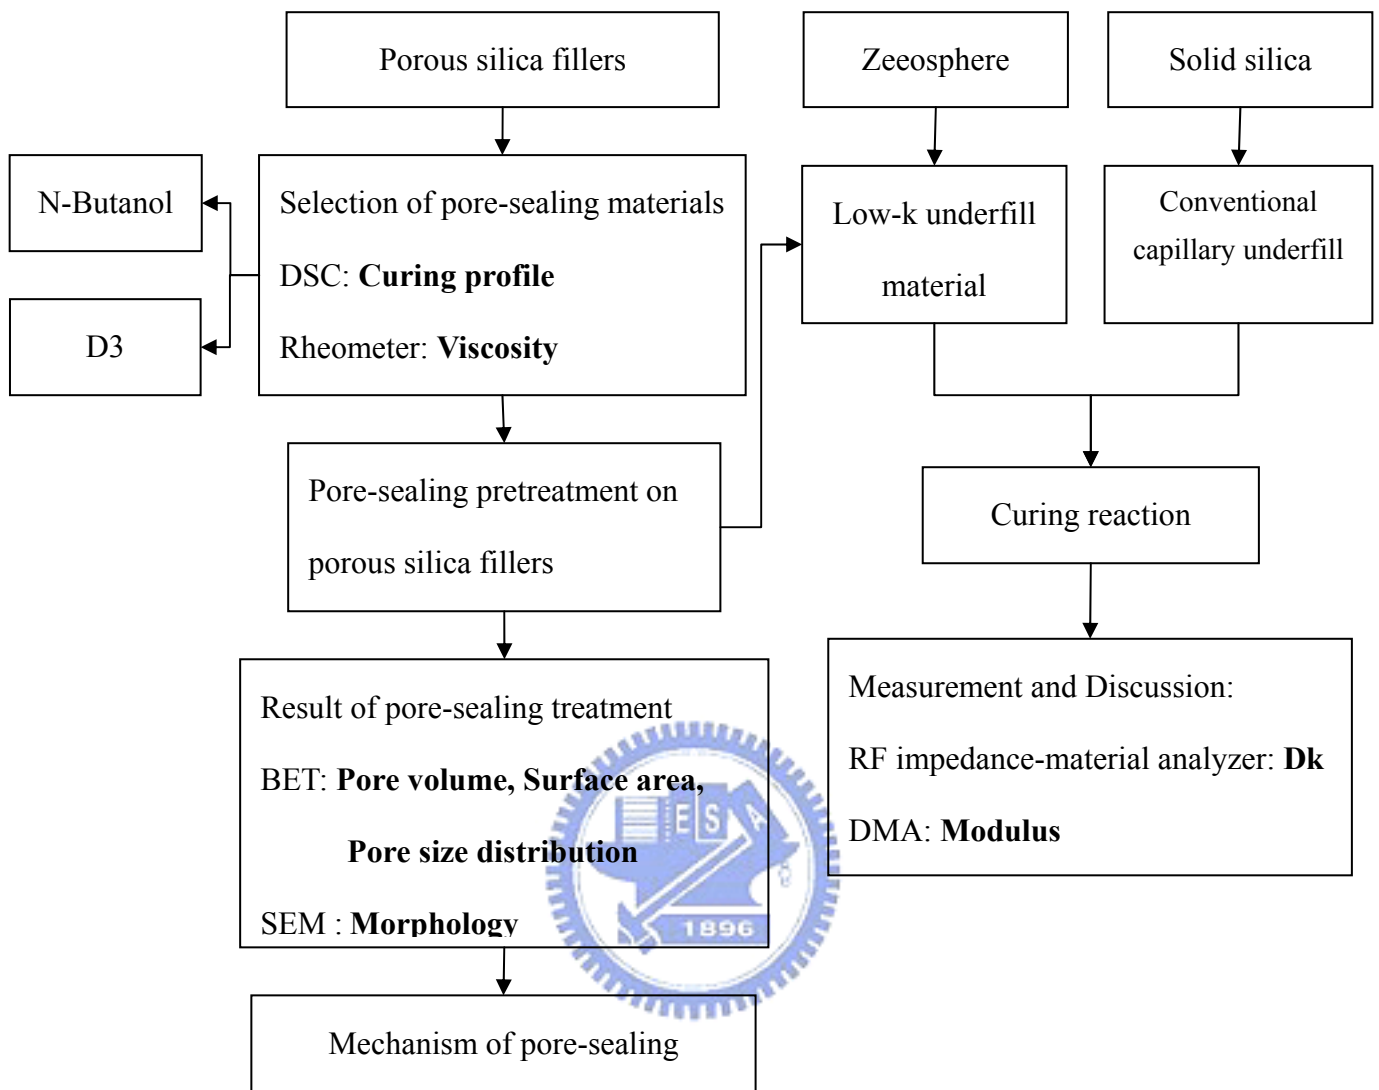 Porous silica fillers
Zeeosphere
Solid silica
N-Butanol
D3
Selection of pore-sealing materials
DSC: Curing profile
Rheometer: Viscosity
Low-k underfill
material
Conventional
capillary underfill
Pore-sealing pretreatment on
porous silica fillers
Curing reaction
Result of pore-sealing treatment
BET: Pore volume, Surface area,
Pore size distribution
SEM : Morphology
Measurement and Discussion:
RF impedance-material analyzer: Dk
DMA: Modulus
E S A
1896
Mechanism of pore-sealing